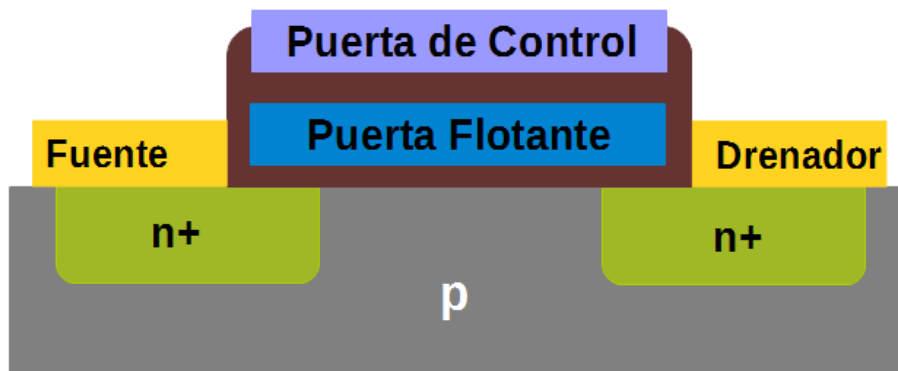 Puerta de Control
Puerta Flotante
Fuente
Drenador
n+
n+
p